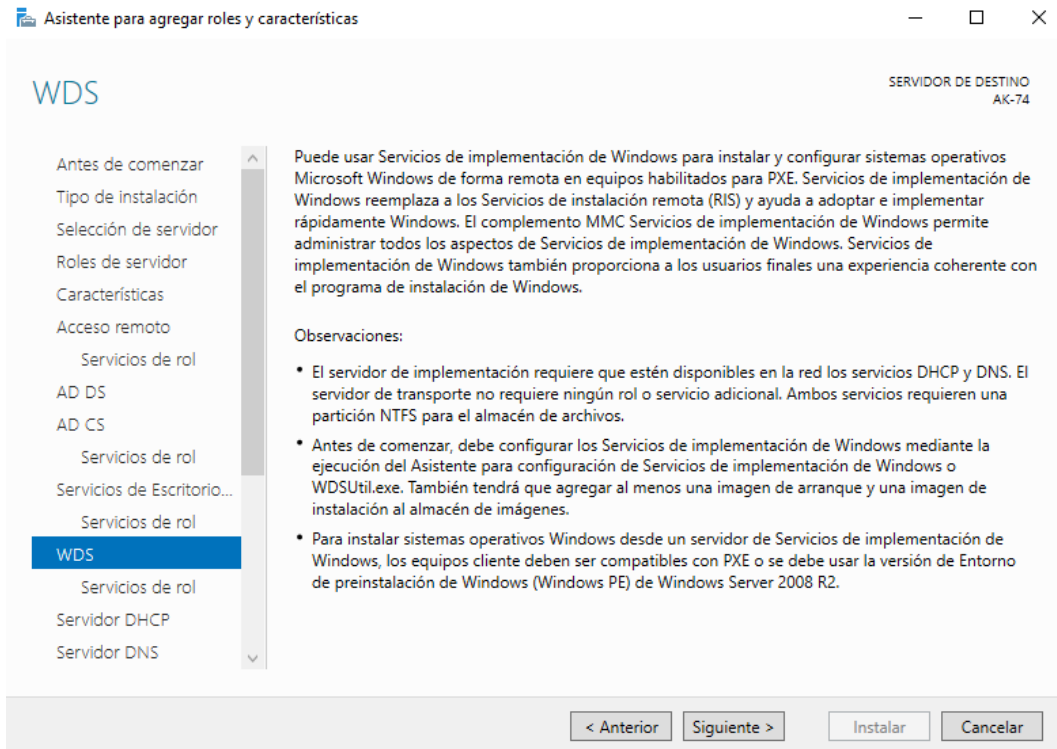 Asistente para agregar roles y características
WDS
SERVIDOR DE DESTINO
AK-74
Antes de comenzar
Tipo de instalación
Selección de servidor
Roles de servidor
Características
Acceso remoto
Servicios de rol
AD DS
AD CS
Servicios de rol
Servicios de Escritorio...
Servicios de rol
WDS
Servicios de rol
Servidor DHCP
Servidor DNS
Puede usar Servicios de implementación de Windows para instalar y configurar sistemas operativos
Microsoft Windows de forma remota en equipos habilitados para PXE. Servicios de implementación de
Windows reemplaza a los Servicios de instalación remota (RIS) y ayuda a adoptar e implementar
rápidamente Windows. El complemento MMC Servicios de implementación de Windows permite
administrar todos los aspectos de Servicios de implementación de Windows. Servicios de
implementación de Windows también proporciona a los usuarios finales una experiencia coherente con
el programa de instalación de Windows.
Observaciones:
• El servidor de implementación requiere que estén disponibles en la red los servicios DHCP y DNS. El
servidor de transporte no requiere ningún rol o servicio adicional. Ambos servicios requieren una
partición NTFS para el almacén de archivos.
• Antes de comenzar, debe configurar los Servicios de implementación de Windows mediante la
ejecución del Asistente para configuración de Servicios de implementación de Windows o
WDSUtil.exe. También tendrá que agregar al menos una imagen de arranque y una imagen de
instalación al almacén de imágenes.
• Para instalar sistemas operativos Windows desde un servidor de Servicios de implementación de
Windows, los equipos cliente deben ser compatibles con PXE o se debe usar la versión de Entorno
de preinstalación de Windows (Windows PE) de Windows Server 2008 R2.
< Anterior
Siguiente >
Instalar
Cancelar